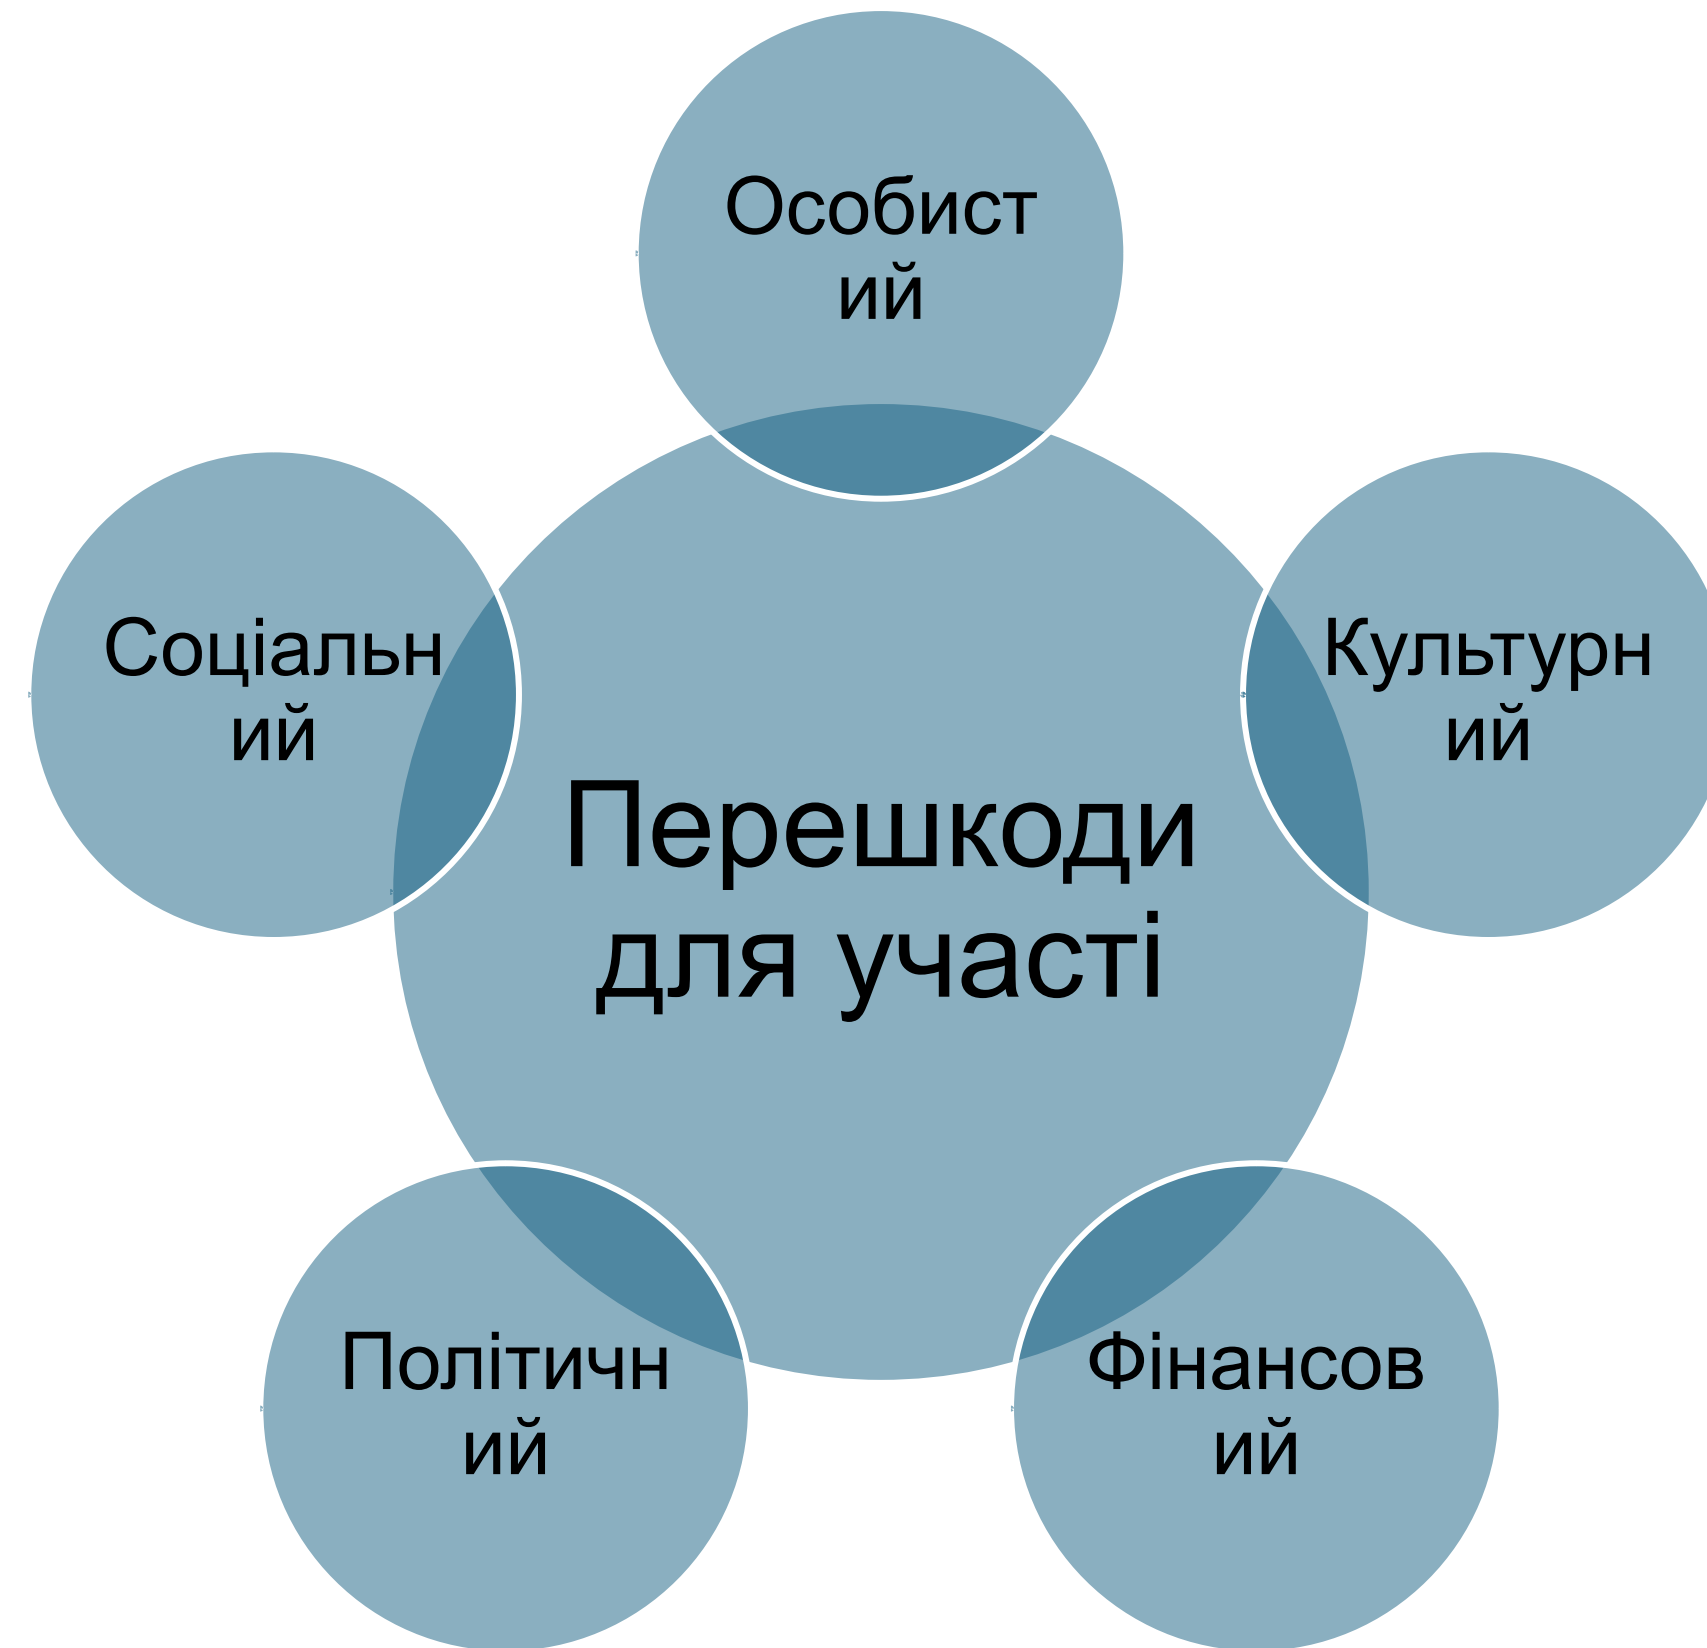 Особист
ий
Соціальн
ий
Культурн
ий
Перешкоди
для участі
Політичн
ий
Фінансов
ий